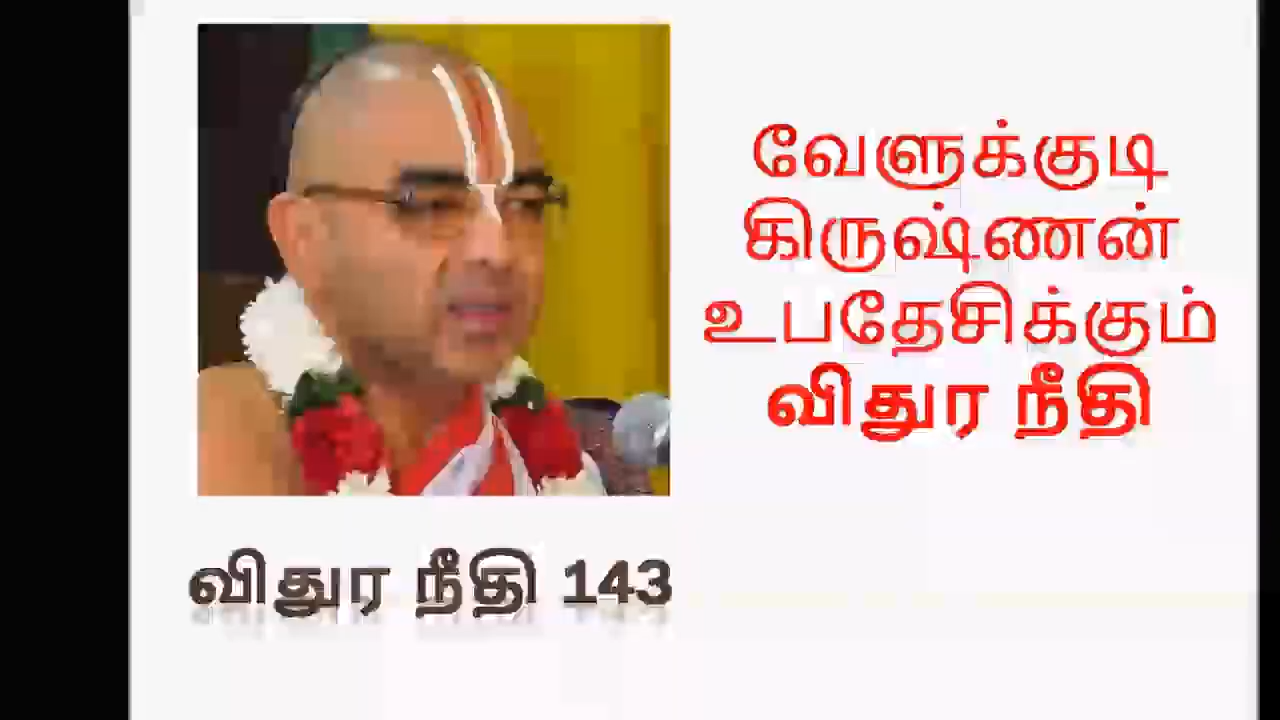 வேளுக்குடி
கிருஷ்ணன்
உபதேசிக்கும்
விதுர நீதி
விதுர நீதி 143